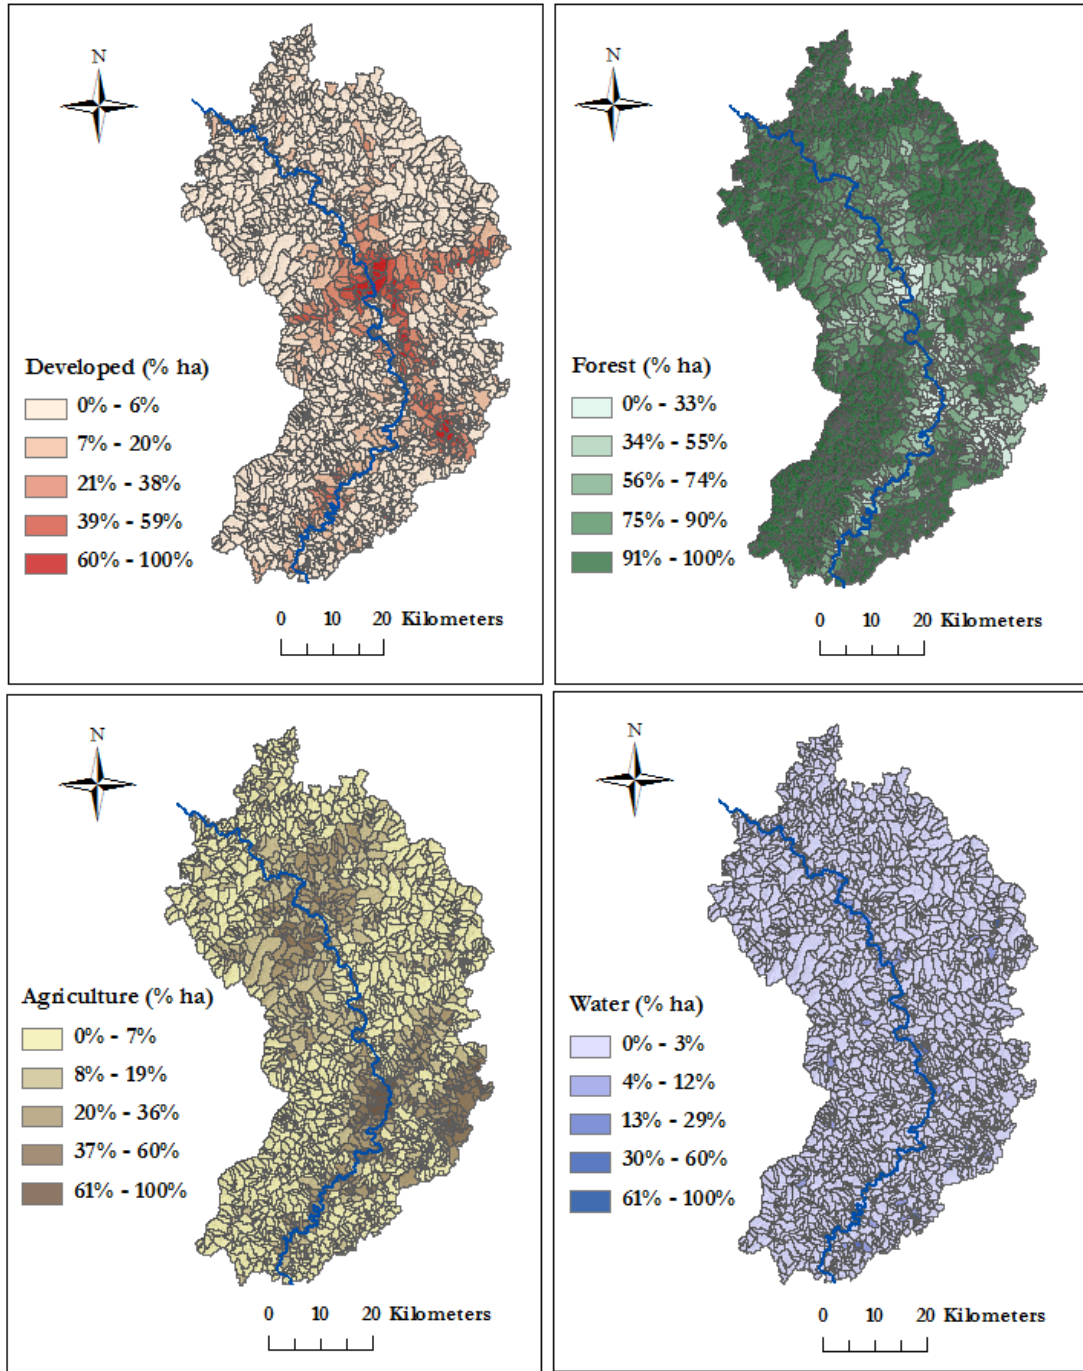 N
Developed (% ha)
0% - 6%
7% - 20%
21% - 38%
39% - 59%
60% - 100%
0 10 20 Kilometers
N
Forest (% ha)
0% - 33%
34% - 55%
56% - 74%
75% - 90%
91% - 100%
0 10 20 Kilometers
N
Agriculture (% ha)
0% - 7%
8% - 19%
20% - 36%
37% - 60%
61% - 100%
0 10 20 Kilometers
N
Water (% ha)
0% - 3%
4% - 12%
13% - 29%
30% - 60%
61% - 100%
0 10 20 Kilometers